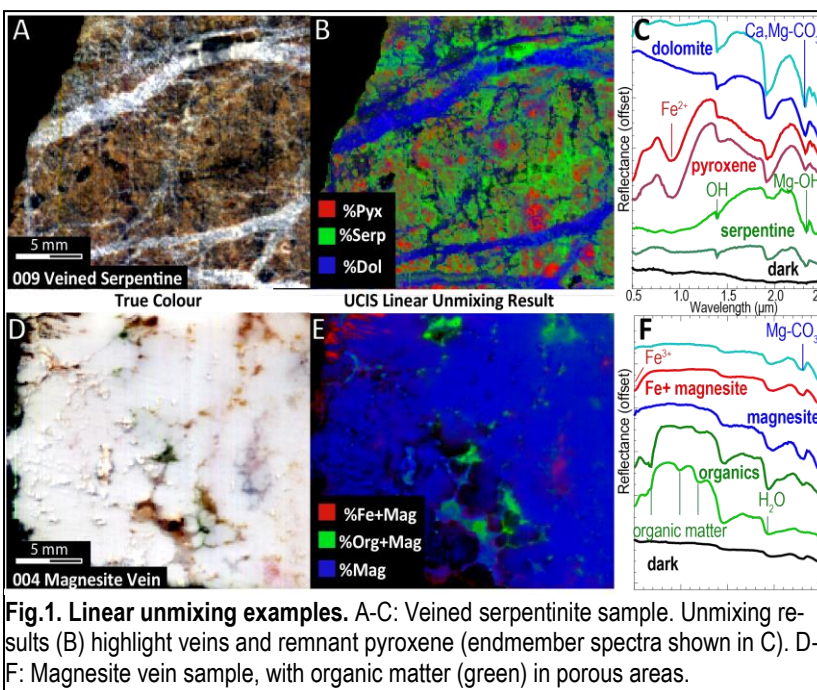 A
B
C
Ca,Mg-CO
dolomite
Fe2+
pyroxene
Mg-OH
OH
serpentine
dark
Reflectance (offset)
0.5 1.0 1.5 2.0 2.
Wavelength (µm)
%Pyx
%Serp
%Dol
5 mm
009 Veined Serpentine
True Colour
UCIS Linear Unmixing Result
D
E
F
Mg-CO3
Fe3+
Fe+ magnesite
magnesite
organics
H2O
organic matter
dark
Reflectance (offset)
%Fe+Mag
%Org+Mag
%Mag
5 mm
004 Magnesite Vein
Fig.1. Linear unmixing examples. A-C: Veined serpentinite sample. Unmixing re-
sults (B) highlight veins and remnant pyroxene (endmember spectra shown in C). D-
F: Magnesite vein sample, with organic matter (green) in porous areas.